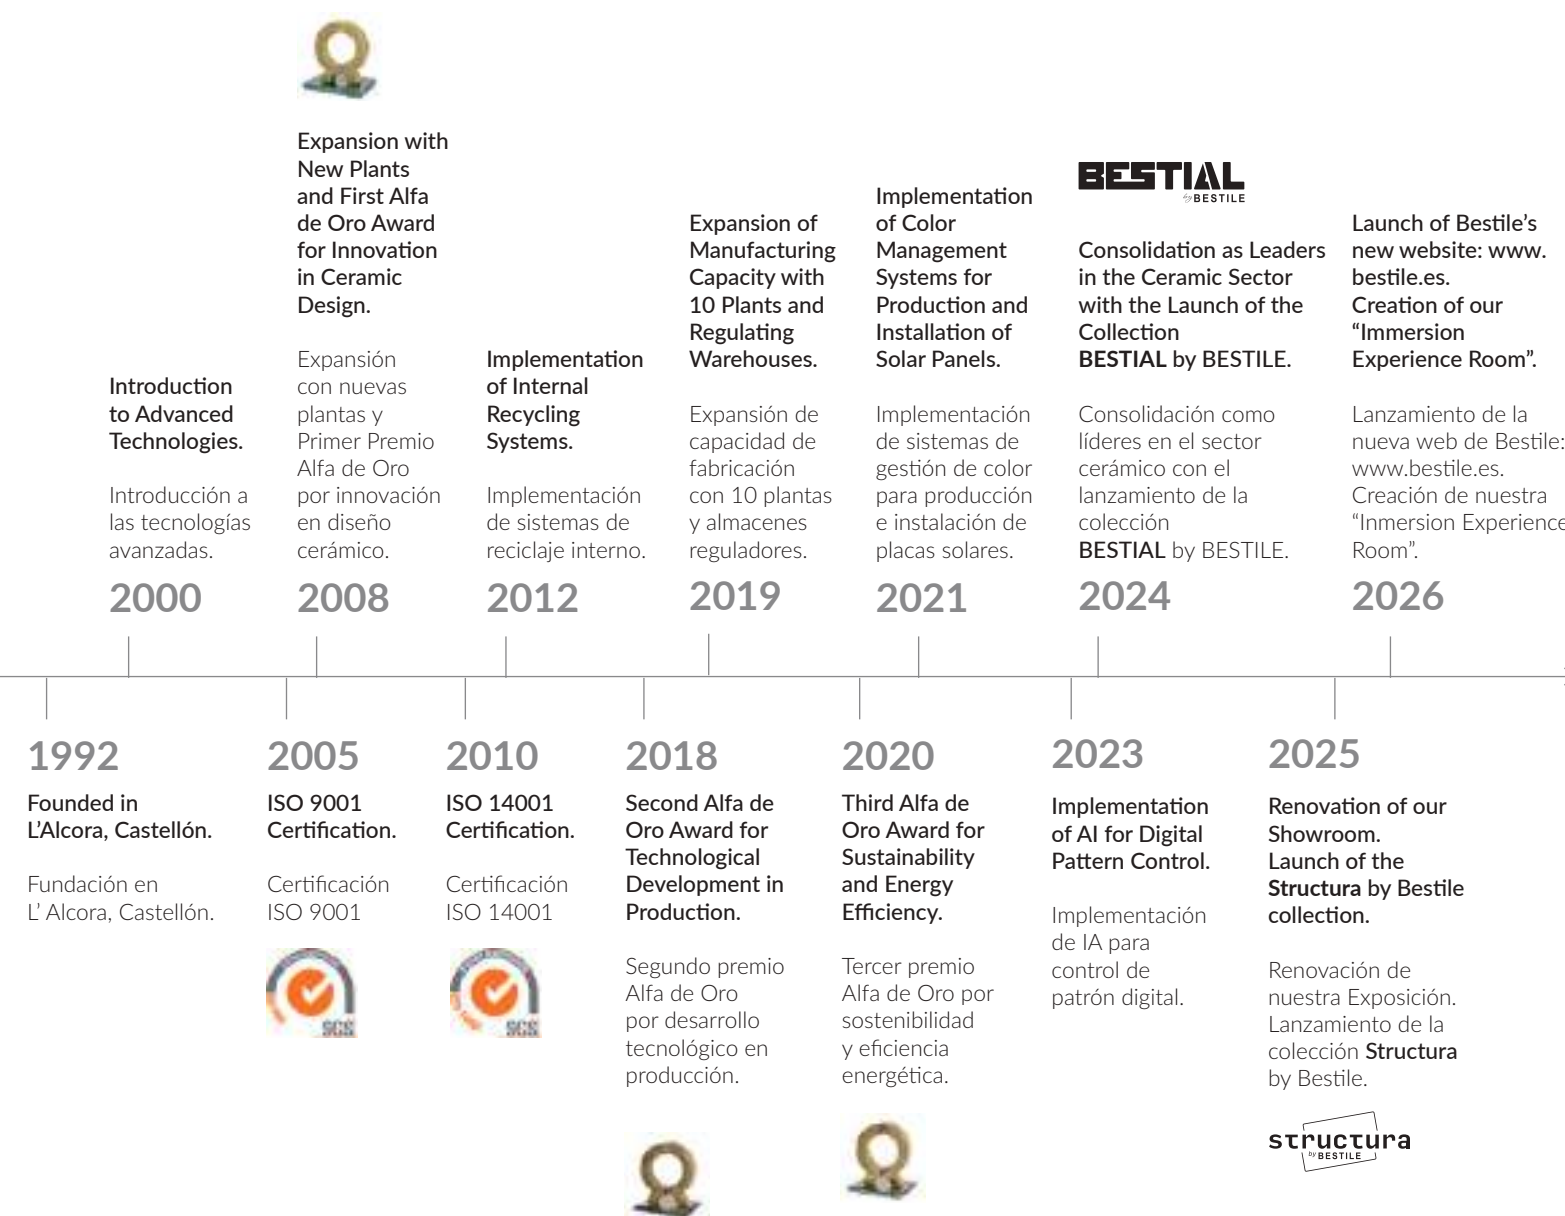 Introduction
to Advanced
Technologies.
Introducción a
las tecnologías
avanzadas.
2000
Expansion with
New Plants
and First Alfa
de Oro Award
for Innovation
in Ceramic
Design.
Expansión
con nuevas
plantas y
Primer Premio
Alfa de Oro
por innovación
en diseño
cerámico.
2008
Implementation
of Internal
Recycling
Systems.
Implementación
de sistemas de
reciclaje interno.
2012
Expansion of
Manufacturing
Capacity with
10 Plants and
Regulating
Warehouses.
Expansión de
capacidad de
fabricación
con 10 plantas
y almacenes
reguladores.
2019
Implementation
of Color
Management
Systems for
Production and
Installation of
Solar Panels.
Implementación
de sistemas de
gestión de color
para producción
e instalación de
placas solares.
2021
BESTIAL
by BESTILE
Consolidation as Leaders
in the Ceramic Sector
with the Launch of the
Collection
BESTIAL by BESTILE.
Consolidación como
líderes en el sector
cerámico con el
lanzamiento de la
colección
BESTIAL by BESTILE.
2024
Launch of Bestile’s
new website: www.
bestile.es.
Creation of our
“Immersion
Experience Room”.
Lanzamiento de la
nueva web de Bestile:
www.bestile.es.
Creación de nuestra
“Inmersion Experience
Room”.
2026
1992
Founded in
L’Alcora, Castellón.
Fundación en
L’ Alcora, Castellón.
2005
ISO 9001
Certification.
Certificación
ISO 9001
SGS
2010
ISO 14001
Certification.
Certificación
ISO 14001
SGS
2018
Second Alfa de
Oro Award for
Technological
Development in
Production.
Segundo premio
Alfa de Oro
por desarrollo
tecnológico en
producción.
2020
Third Alfa de
Oro Award for
Sustainability
and Energy
Efficiency.
Tercer premio
Alfa de Oro por
sostenibilidad
y eficiencia
energética.
2023
Implementation
of AI for Digital
Pattern Control.
Implementación
de IA para
control de
patrón digital.
2025
Renovation of our
Showroom.
Launch of the
Structura by Bestile
collection.
Renovación de
nuestra Exposición.
Lanzamiento de la
colección Structura
by Bestile.
structura
by BESTILE